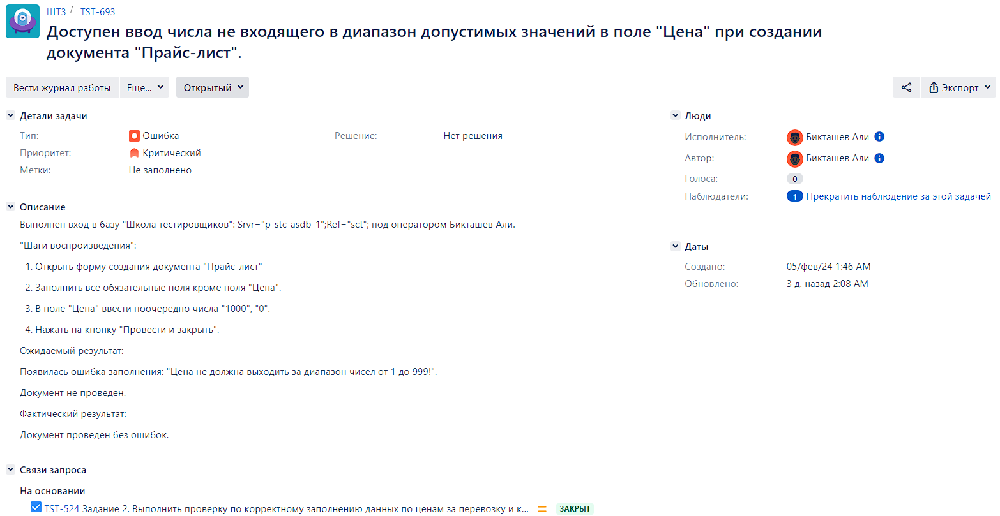 ШТЗ / TST-693
Доступен ввод числа не входящего в диапазон допустимых значений в поле "Цена" при создании
документа "Прайс-лист".
Вести журнал работы Еще... Открытый Экспорт
Детали задачи
Тип: Ошибка Решение: Нет решения
Приоритет: Критический
Метки: Не заполнено
Люди
Исполнитель: Бикташев Али
Автор: Бикташев Али
Голоса: 0
Наблюдатели: 1 Прекратить наблюдение за этой задачей
Даты
Создано: 05/фев/24 1:46 AM
Обновлено: 3 д. назад 2:08 AM
Описание
Выполнен вход в базу "Школа тестировщиков": Srvr="p-stc-asdb-1";Ref="sct"; под оператором Бикташев Али.
"Шаги воспроизведения":
1. Открыть форму создания документа "Прайс-лист"
2. Заполнить все обязательные поля кроме поля "Цена".
3. В поле "Цена" ввести поочерёдно числа "1000", "0".
4. Нажать на кнопку "Провести и закрыть".
Ожидаемый результат:
Появилась ошибка заполнения: "Цена не должна выходить за диапазон чисел от 1 до 999!".
Документ не проведён.
Фактический результат:
Документ проведён без ошибок.
Связи запроса
На основании
TST-524 Задание 2. Выполнить проверку по корректному заполнению данных по ценам за перевозку и к... ЗАКРЫТ